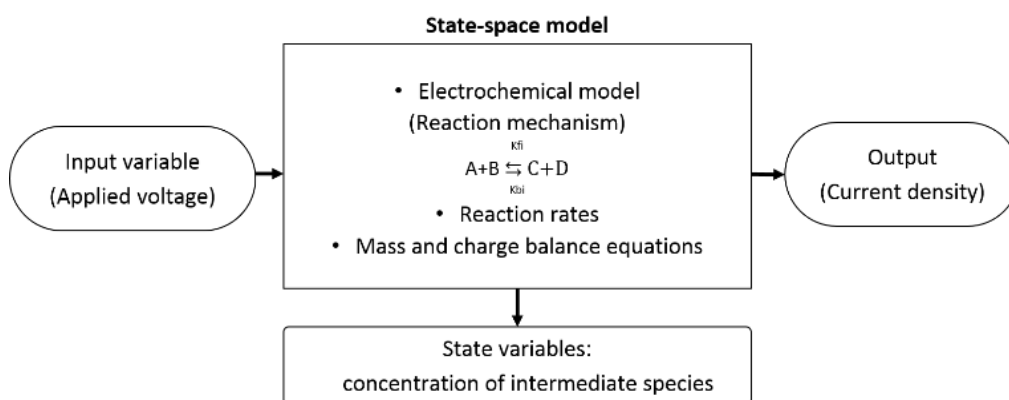 State-space model
• Electrochemical model
(Reaction mechanism)
Kfi
A+B ⇆ C+D
Kbi
• Reaction rates
• Mass and charge balance equations
Input variable
(Applied voltage)
Output
(Current density)
State variables:
concentration of intermediate species